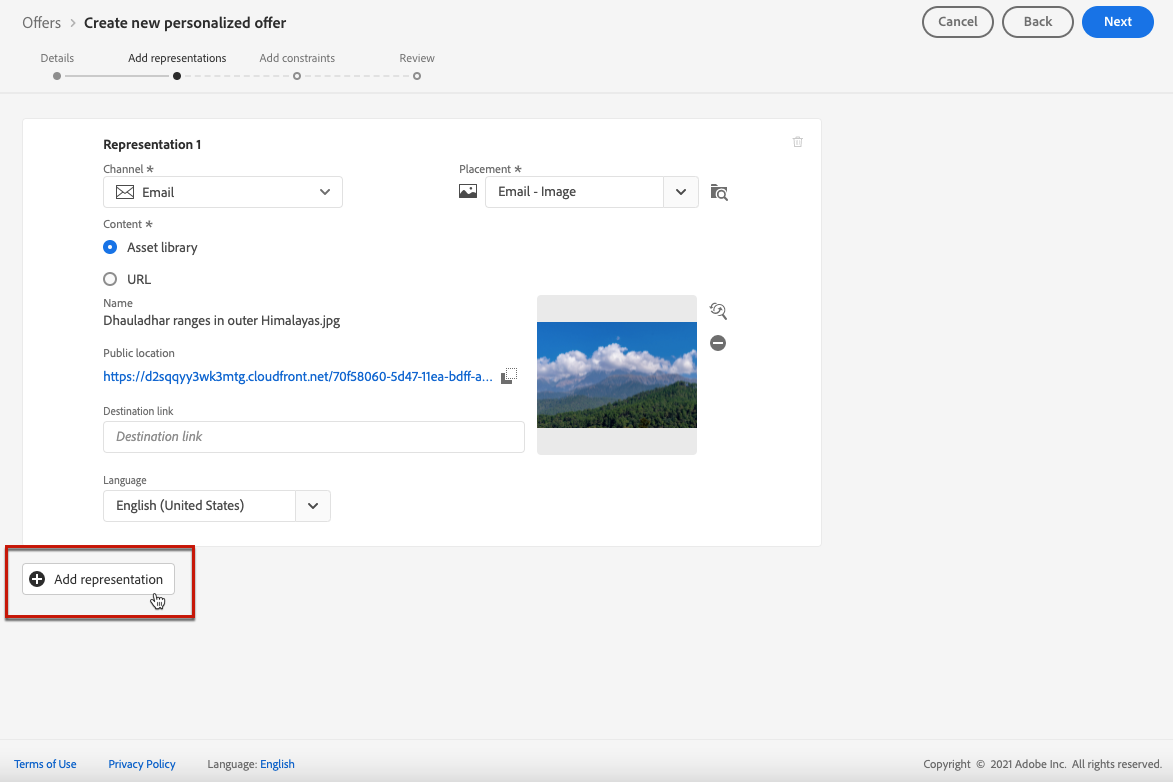 Offers > Create new personalized offer
Cancel
Back
Next
Details
Add representations
Add constraints
Review
Representation 1
Channel *
Placement *
Email
Email - Image
Content *
Asset library
URL
Name
Dhauladhar ranges in outer Himalayas.jpg
Public location
https://d2sqqyy3wk3mtg.cloudfront.net/70f58060-5d47-11ea-bdff-a...
Destination link
Destination link
Language
English (United States)
Add representation
Terms of Use
Privacy Policy
Language: English
Copyright © 2021 Adobe Inc. All rights reserved.